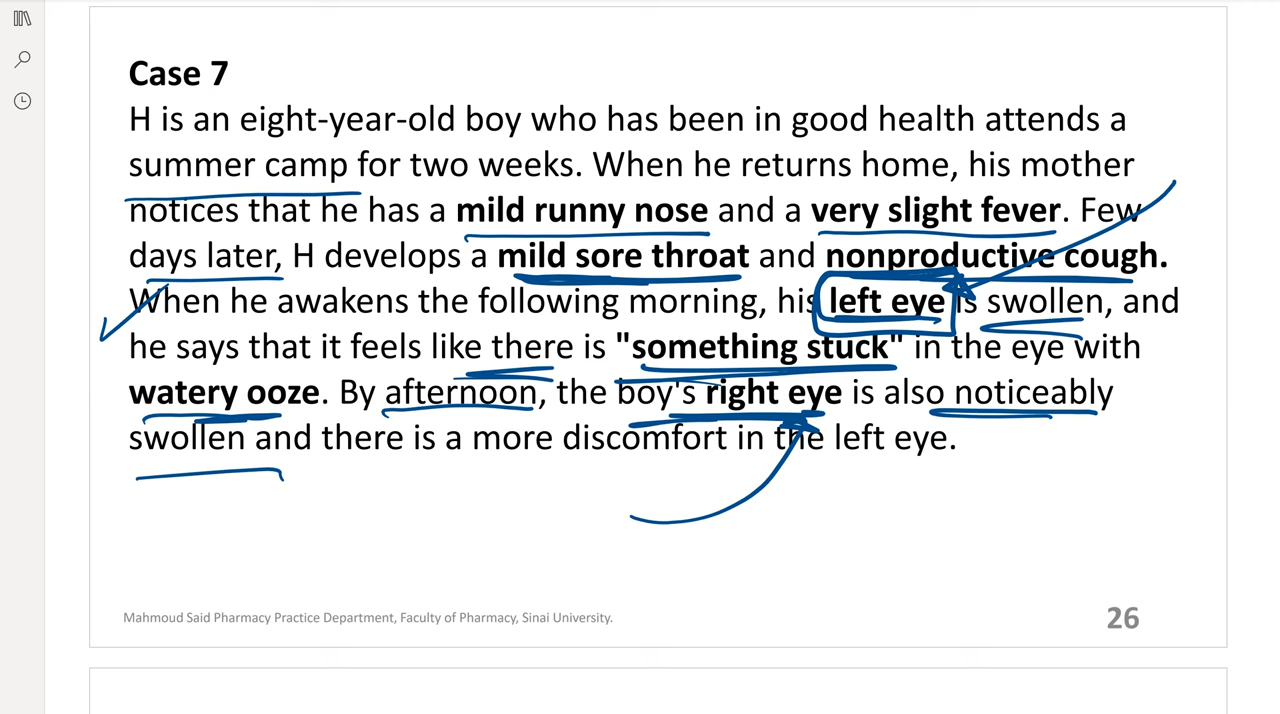 Case 7
H is an eight-year-old boy who has been in good health attends a
summer camp for two weeks. When he returns home, his mother
notices that he has a mild runny nose and a very slight fever. Few
days later, H develops a mild sore throat and nonproductive cough.
When he awakens the following morning, his left eye is swollen, and
he says that it feels like there is "something stuck" in the eye with
watery ooze. By afternoon, the boy's right eye is also noticeably
swollen and there is a more discomfort in the left eye.
Mahmoud Said Pharmacy Practice Department, Faculty of Pharmacy, Sinai University.
26